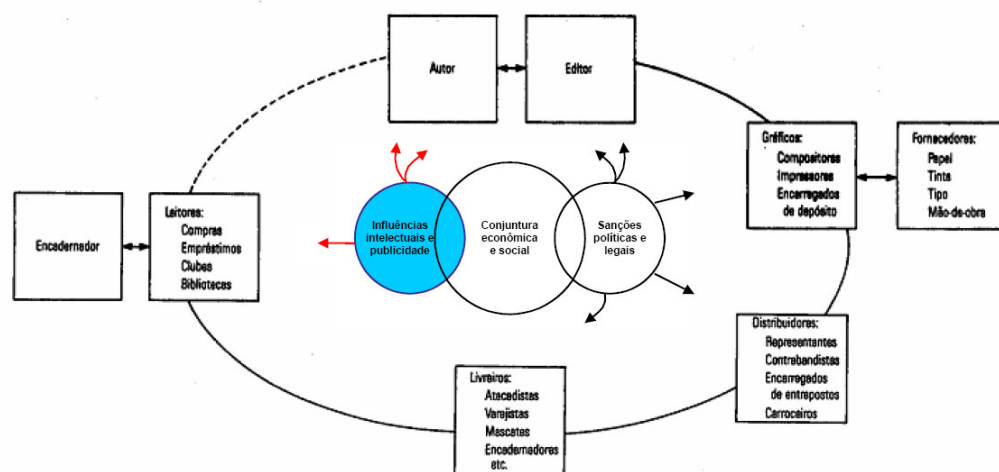 Autor
Editor
Gráficos:
Compositores
Impressores
Encarregados
de depósito
Fornecedores:
Papel
Tinta
Tipo
Mão-de-obra
Encadernador
Leitores:
Compras
Empréstimos
Clubes
Bibliotecas
Influências
intelectuais e
publicidade
Conjuntura
econômica
e social
Sanções
políticas e
legais
Distribuidores:
Representantes
Contrabandistas
Encarregados
de entrepostos
Carroceiros
Livreiros:
Atacadistas
Varejistas
Mascates
Encadernadores
etc.